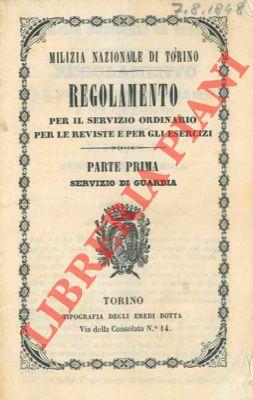 7.8.1848
MILIZIA NAZIONALE DI TORINO
REGOLAMENTO
PER IL SERVIZIO ORDINARIO
PER LE REVISTE E PER GLI ESERCIZI
PARTE PRIMA
SERVIZIO DI GUARDIA
LIBRERIA PIANI
TORINO
TIPOGRAFIA DEGLI EREDI BOTTA
Via della Consolata N.° 14.